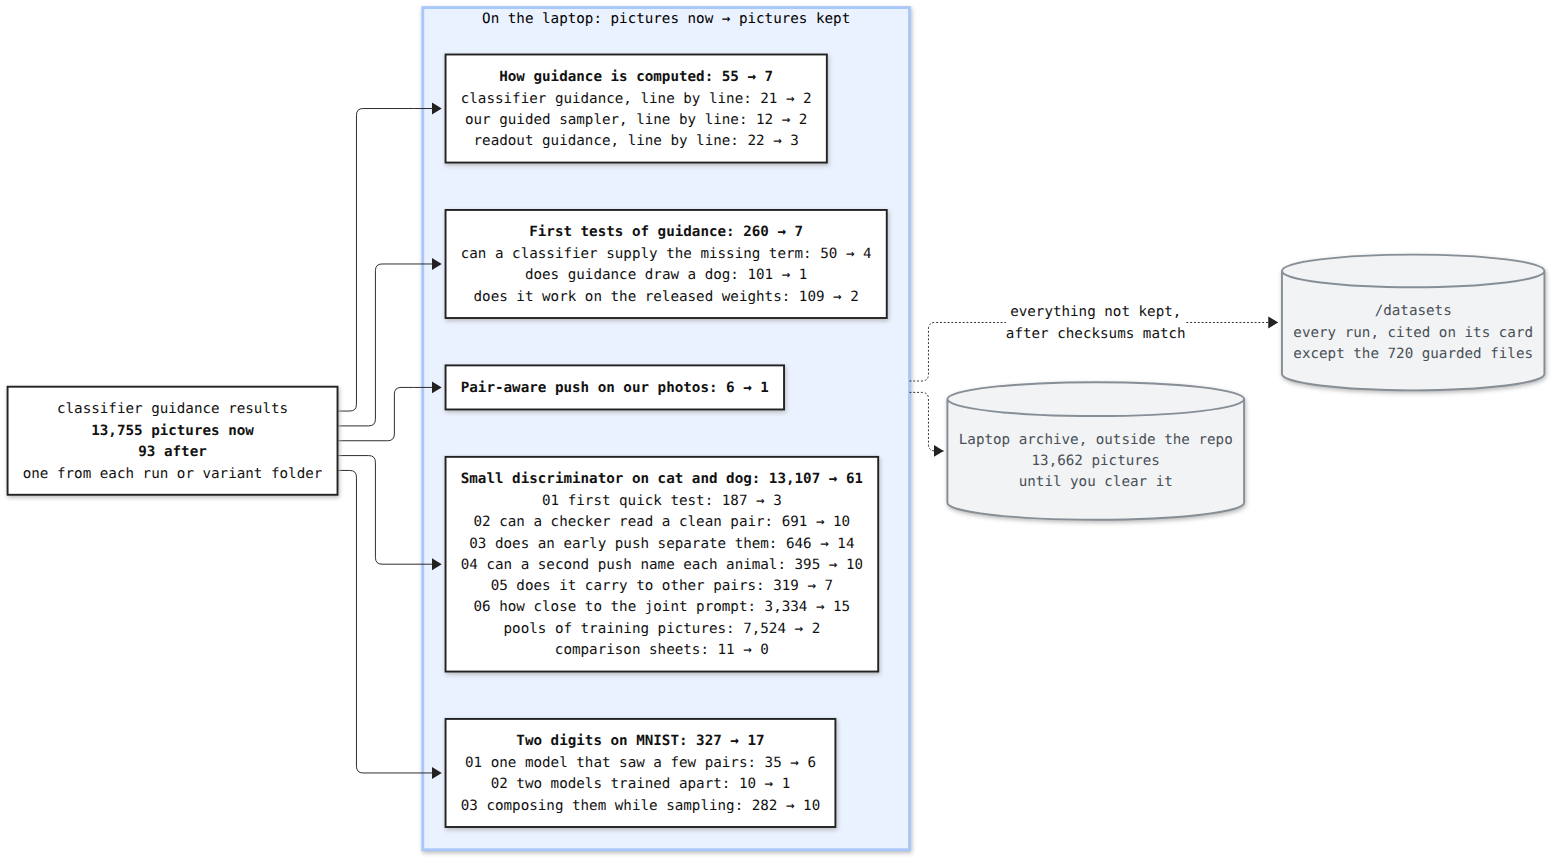 On the laptop: pictures now → pictures kept
How guidance is computed: 55 → 7
classifier guidance, line by line: 21 → 2
our guided sampler, line by line: 12 → 2
readout guidance, line by line: 22 → 3
First tests of guidance: 260 → 7
can a classifier supply the missing term: 50 → 4
does guidance draw a dog: 101 → 1
does it work on the released weights: 109 → 2
Pair-aware push on our photos: 6 → 1
classifier guidance results
13,755 pictures now
93 after
one from each run or variant folder
Small discriminator on cat and dog: 13,107 → 61
01 first quick test: 187 → 3
02 can a checker read a clean pair: 691 → 10
03 does an early push separate them: 646 → 14
04 can a second push name each animal: 395 → 10
05 does it carry to other pairs: 319 → 7
06 how close to the joint prompt: 3,334 → 15
pools of training pictures: 7,524 → 2
comparison sheets: 11 → 0
Two digits on MNIST: 327 → 17
01 one model that saw a few pairs: 35 → 6
02 two models trained apart: 10 → 1
03 composing them while sampling: 282 → 10
everything not kept,
after checksums match
/datasets
every run, cited on its card
except the 720 guarded files
Laptop archive, outside the repo
13,662 pictures
until you clear it